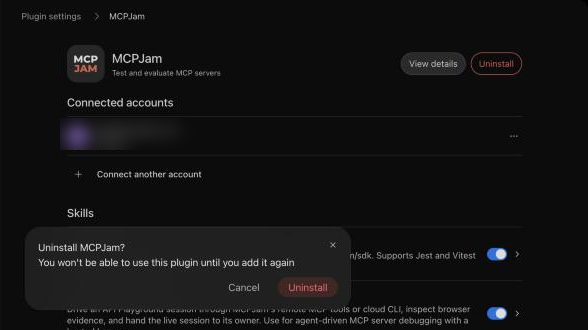 Plugin settings > MCPJam
MCP
JAM
MCPJam
Test and evaluate MCP servers
View details
Uninstall
Connected accounts
...
+ Connect another account
Skills
Uninstall MCPJam?
You won't be able to use this plugin until you add it again
Cancel
Uninstall
n/sdk. Supports Jest and Vitest
Drive an API Playground session through MCPJam's remote MCP tools or cloud CLI, inspect browser
evidence, and hand the live session to its owner. Use for agent-driven MCP server debugging with a